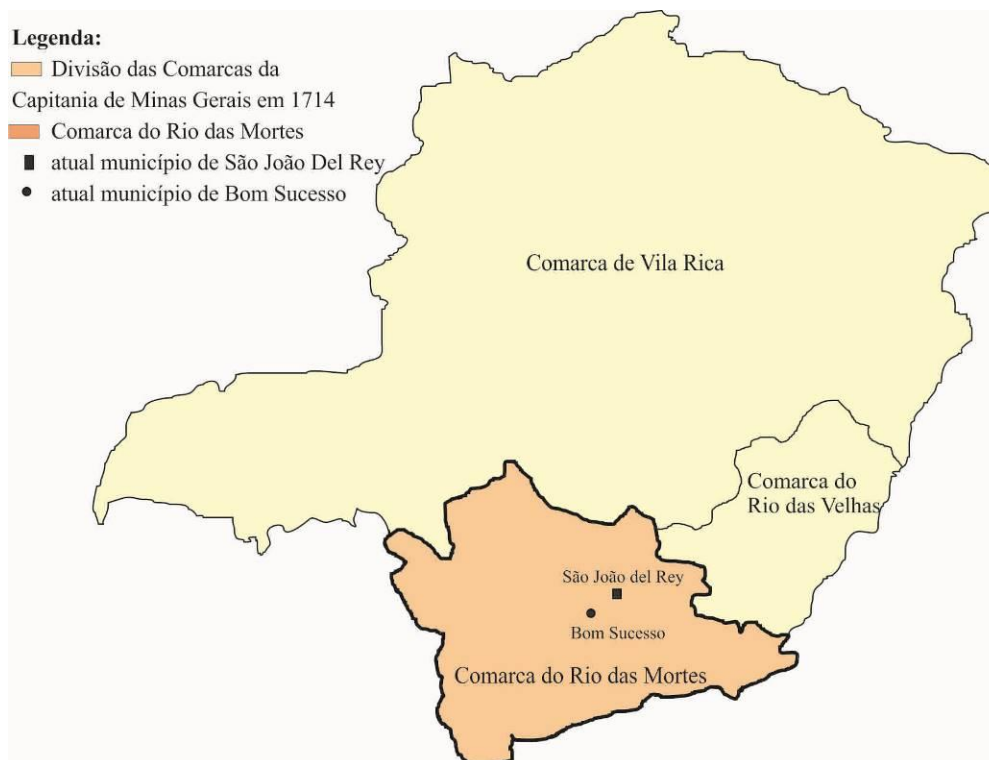 Legenda:
Divisão das Comarcas da
Capitania de Minas Gerais em 1714
Comarca do Rio das Mortes
atual município de São João Del Rey
atual município de Bom Sucesso
Comarca de Vila Rica
Comarca do
Rio das Velhas
São João del Rey
Bom Sucesso
Comarca do Rio das Mortes